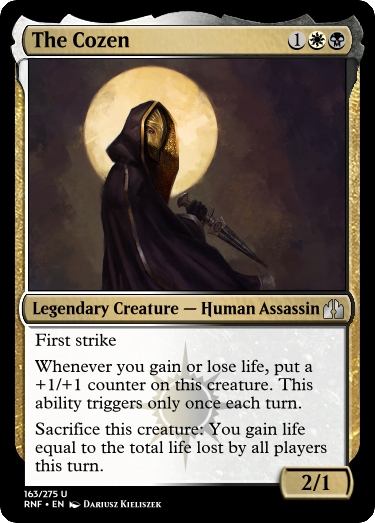 The Cozen 1
Legendary Creature — Human Assassin
First strike
Whenever you gain or lose life, put a
+1/+1 counter on this creature. This
ability triggers only once each turn.
Sacrifice this creature: You gain life
equal to the total life lost by all players
this turn.
2/1
163/275 U
RNF • EN Dariusz Kieliszek